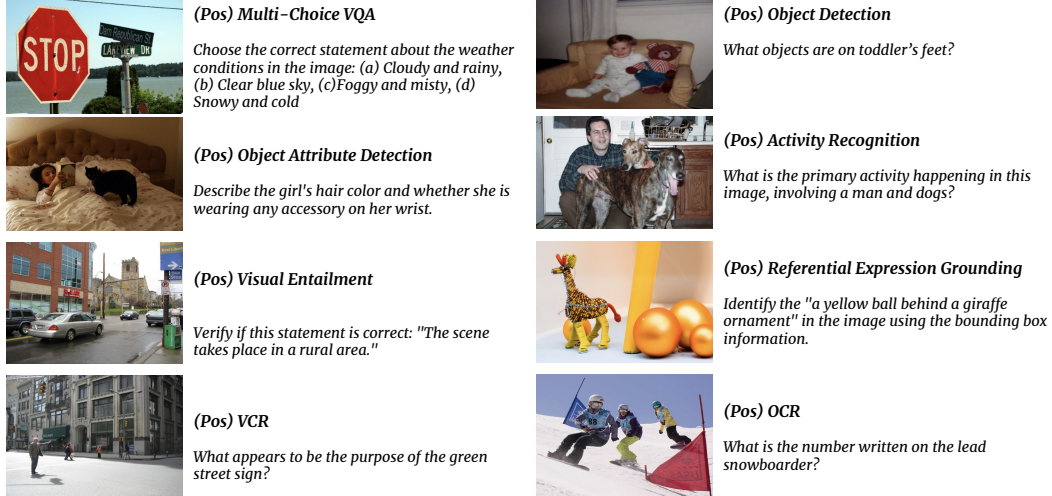 (Pos) Multi-Choice VQA
Choose the correct statement about the weather
conditions in the image: (a) Cloudy and rainy,
(b) Clear blue sky, (c)Foggy and misty, (d)
Snowy and cold
STOP
Dam Republican St
LAKEVIEW DR
(Pos) Object Attribute Detection
Describe the girl's hair color and whether she is
wearing any accessory on her wrist.
(Pos) Visual Entailment
Verify if this statement is correct: "The scene
takes place in a rural area."
(Pos) VCR
What appears to be the purpose of the green
street sign?
(Pos) Object Detection
What objects are on toddler’s feet?
(Pos) Activity Recognition
What is the primary activity happening in this
image, involving a man and dogs?
(Pos) Referential Expression Grounding
Identify the "a yellow ball behind a giraffe
ornament" in the image using the bounding box
information.
(Pos) OCR
What is the number written on the lead
snowboarder?